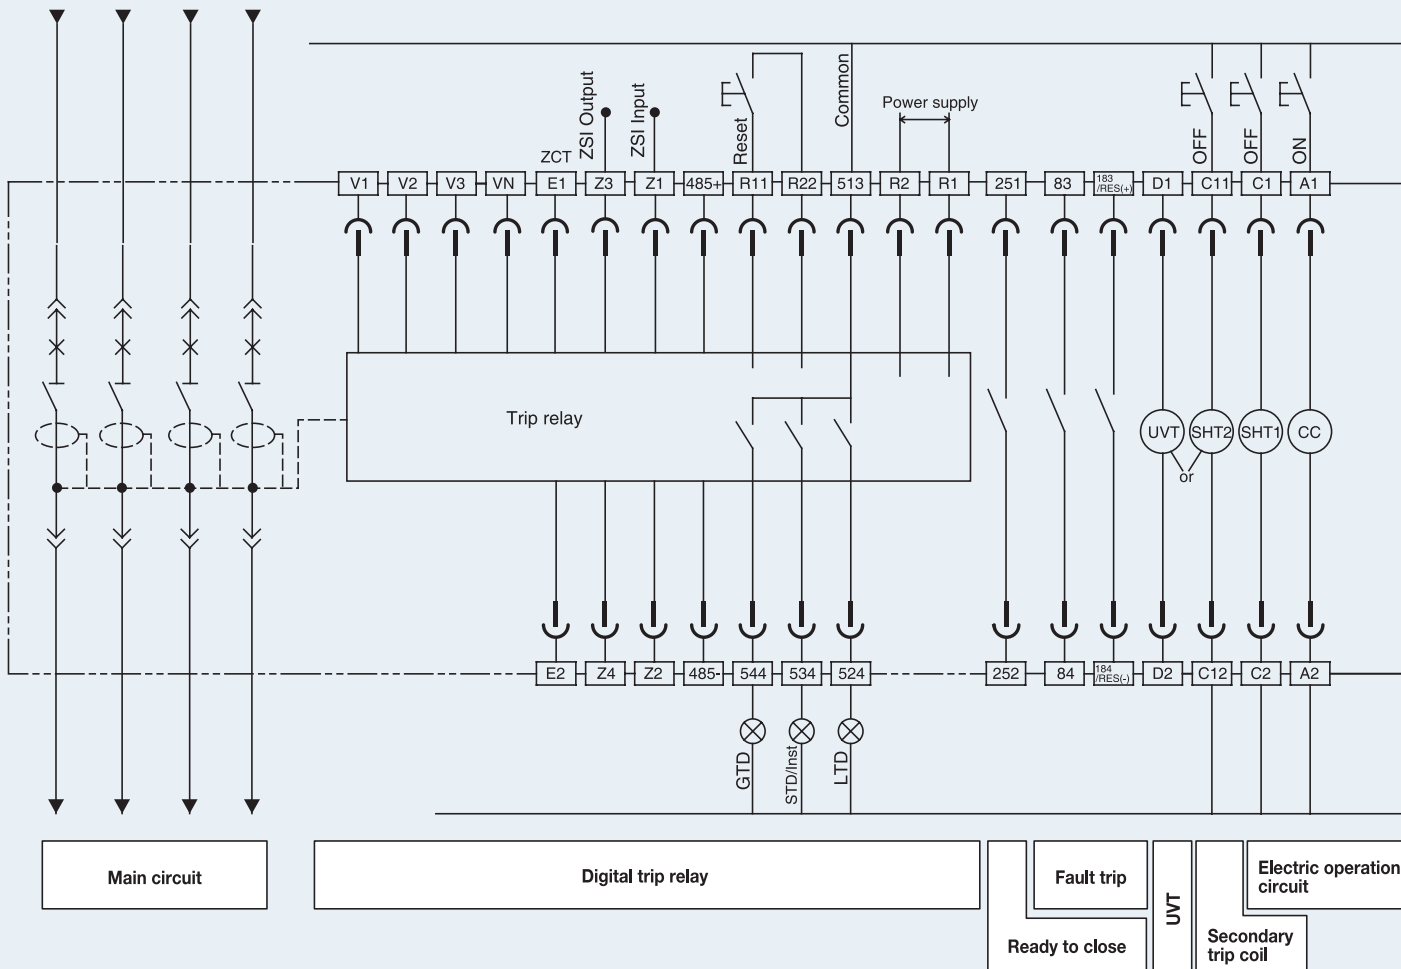 ZSI Output
ZSI Input
Reset
Common
Power supply
OFF
OFF
ON
ZCT
V1
V2
V3
VN
E1
Z3
Z1
485+
R11
R22
513
R2
R1
251
83
183
/RES(+)
D1
C11
C1
A1
Trip relay
UVT
SHT2
SHT1
CC
or
E2
Z4
Z2
485-
544
534
524
252
84
184
/RES(-)
D2
C12
C2
A2
GTD
STD/Inst
LTD
Main circuit
Digital trip relay
Fault trip
Ready to close
UVT
Secondary
trip coil
Electric operation
circuit